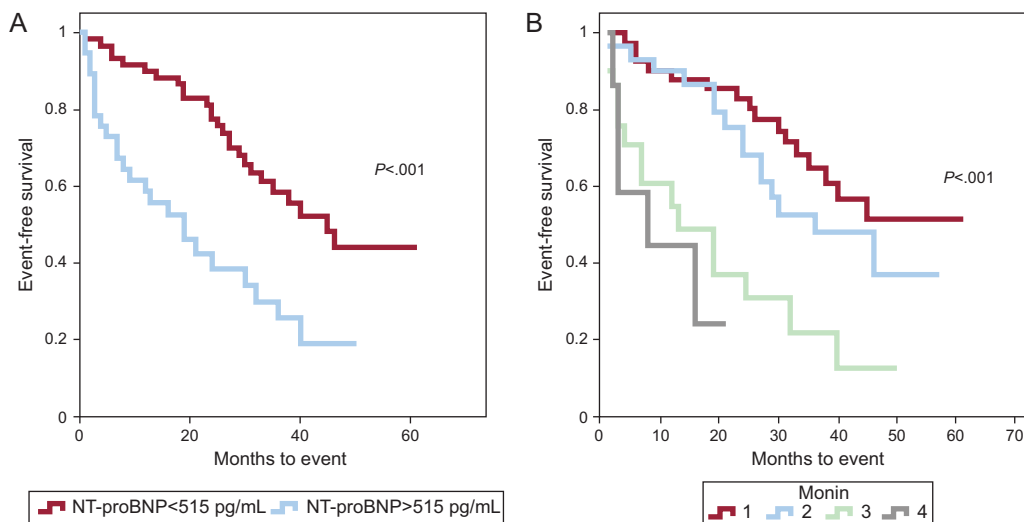 A
Event-free survival
1
0.8
0.6
0.4
0.2
0
P<.001
0 20 40 60
Months to event
NT-proBNP<515 pg/mL NT-proBNP>515 pg/mL
B
Event-free survival
1
0.8
0.6
0.4
0.2
0
P<.001
0 10 20 30 40 50 60 70
Months to event
Monin
1 2 3 4